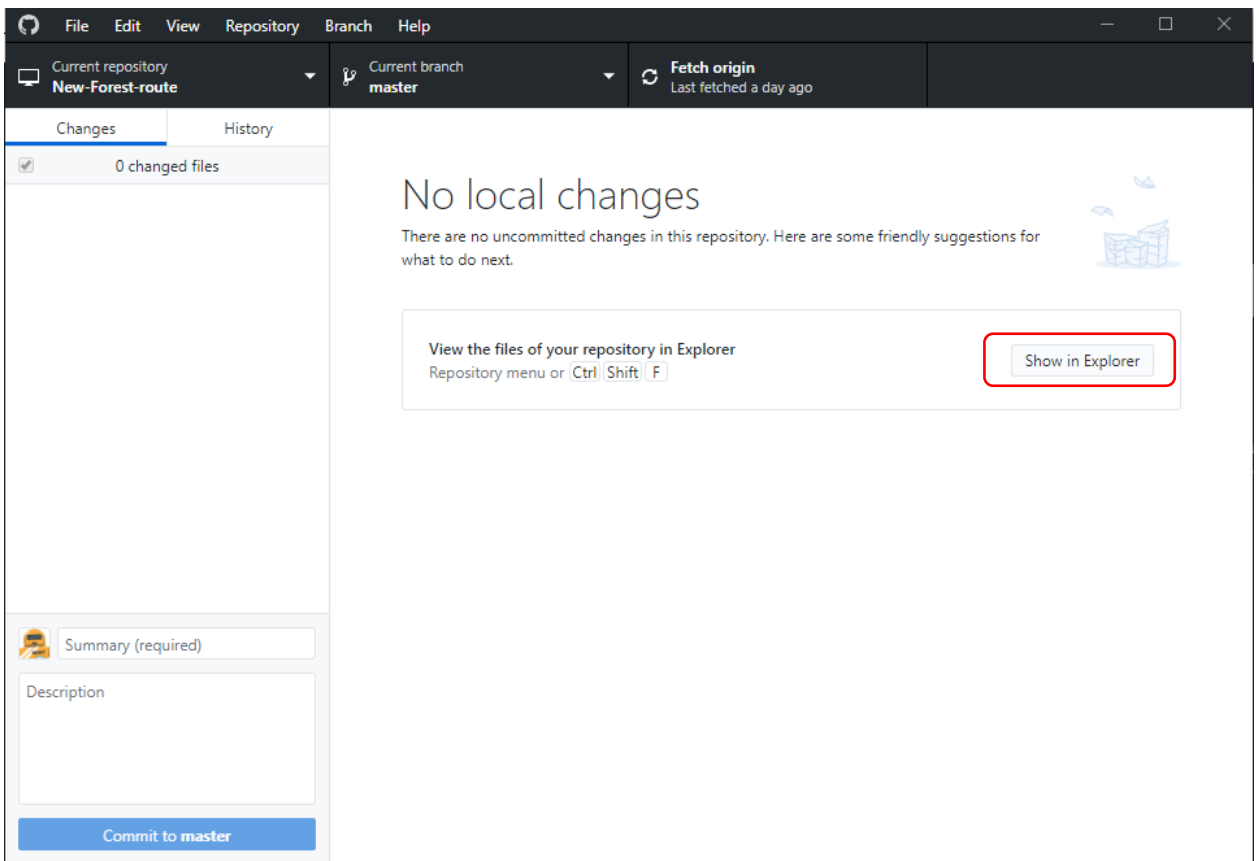 File Edit View Repository Branch Help
Current repository
New-Forest-route
Current branch
master
Fetch origin
Last fetched a day ago
Changes History
0 changed files
No local changes
There are no uncommitted changes in this repository. Here are some friendly suggestions for
what to do next.
View the files of your repository in Explorer
Repository menu or Ctrl Shift F
Show in Explorer
Summary (required)
Description
Commit to master